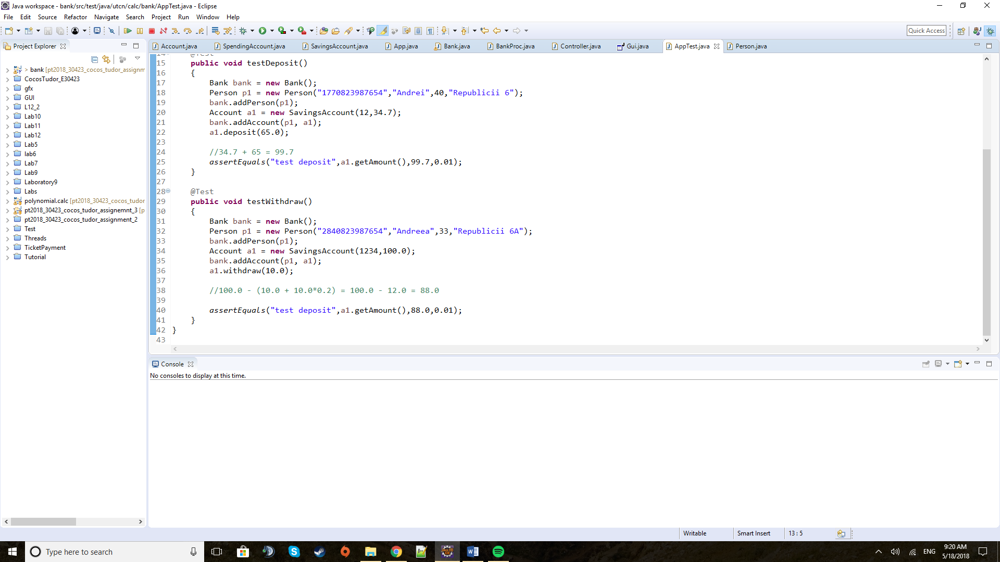 Java workspace - bank/src/test/java/utcn/calc/bank/AppTest.java - Eclipse
File Edit Source Refactor Navigate Search Project Run Window Help
Quick Access
Project Explorer
Account.java SpendingAccount.java SavingsAccount.java App.java Bank.java BankProc.java Controller.java Gui.java AppTest.java Person.java
> bank [pt2018_30423_cocos_tudor_assignm
CocosTudor_E30423
gfx
GUI
L12_2
Lab10
Lab11
Lab12
Lab5
lab6
Lab7
Lab9
Laboratory9
Labs
polynomial.calc [pt2018_30423_cocos_tudor
pt2018_30423_cocos_tudor_assignemnt_3 [p
pt2018_30423_cocos_tudor_assignment_2
Test
Threads
TicketPayment
Tutorial
14 @Test
15 public void testDeposit()
16 {
17 Bank bank = new Bank();
18 Person p1 = new Person("1770823987654","Andrei",40,"Republicii 6");
19 bank.addPerson(p1);
20 Account a1 = new SavingsAccount(12,34.7);
21 bank.addAccount(p1, a1);
22 a1.deposit(65.0);
23
24 //34.7 + 65 = 99.7
25 assertEquals("test deposit",a1.getAmount(),99.7,0.01);
26 }
27
28 @Test
29 public void testWithdraw()
30 {
31 Bank bank = new Bank();
32 Person p1 = new Person("2840823987654","Andreea",33,"Republicii 6A");
33 bank.addPerson(p1);
34 Account a1 = new SavingsAccount(1234,100.0);
35 bank.addAccount(p1, a1);
36 a1.withdraw(10.0);
37
38 //100.0 - (10.0 + 10.0*0.2) = 100.0 - 12.0 = 88.0
39
40 assertEquals("test deposit",a1.getAmount(),88.0,0.01);
41 }
42 }
43
Console
No consoles to display at this time.
Writable Smart Insert 13 : 5
Type here to search
ENG
9:20 AM
5/18/2018